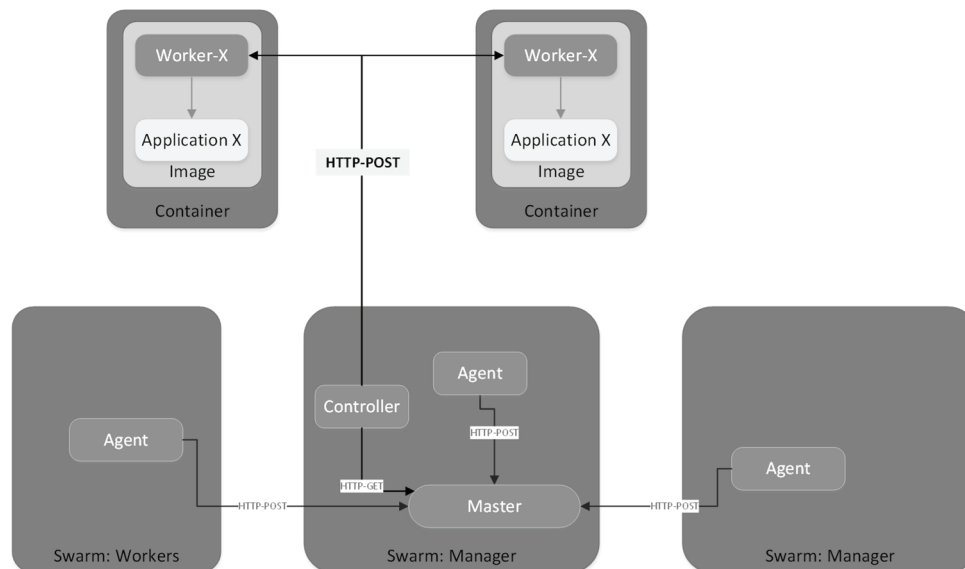 Worker-X
Worker-X
Application X
Application X
Image
Image
Container
Container
HTTP-POST
Agent
Controller
HTTP-POST
Agent
Agent
HTTP-GET
Master
HTTP-POST
HTTP-POST
Swarm: Workers
Swarm: Manager
Swarm: Manager